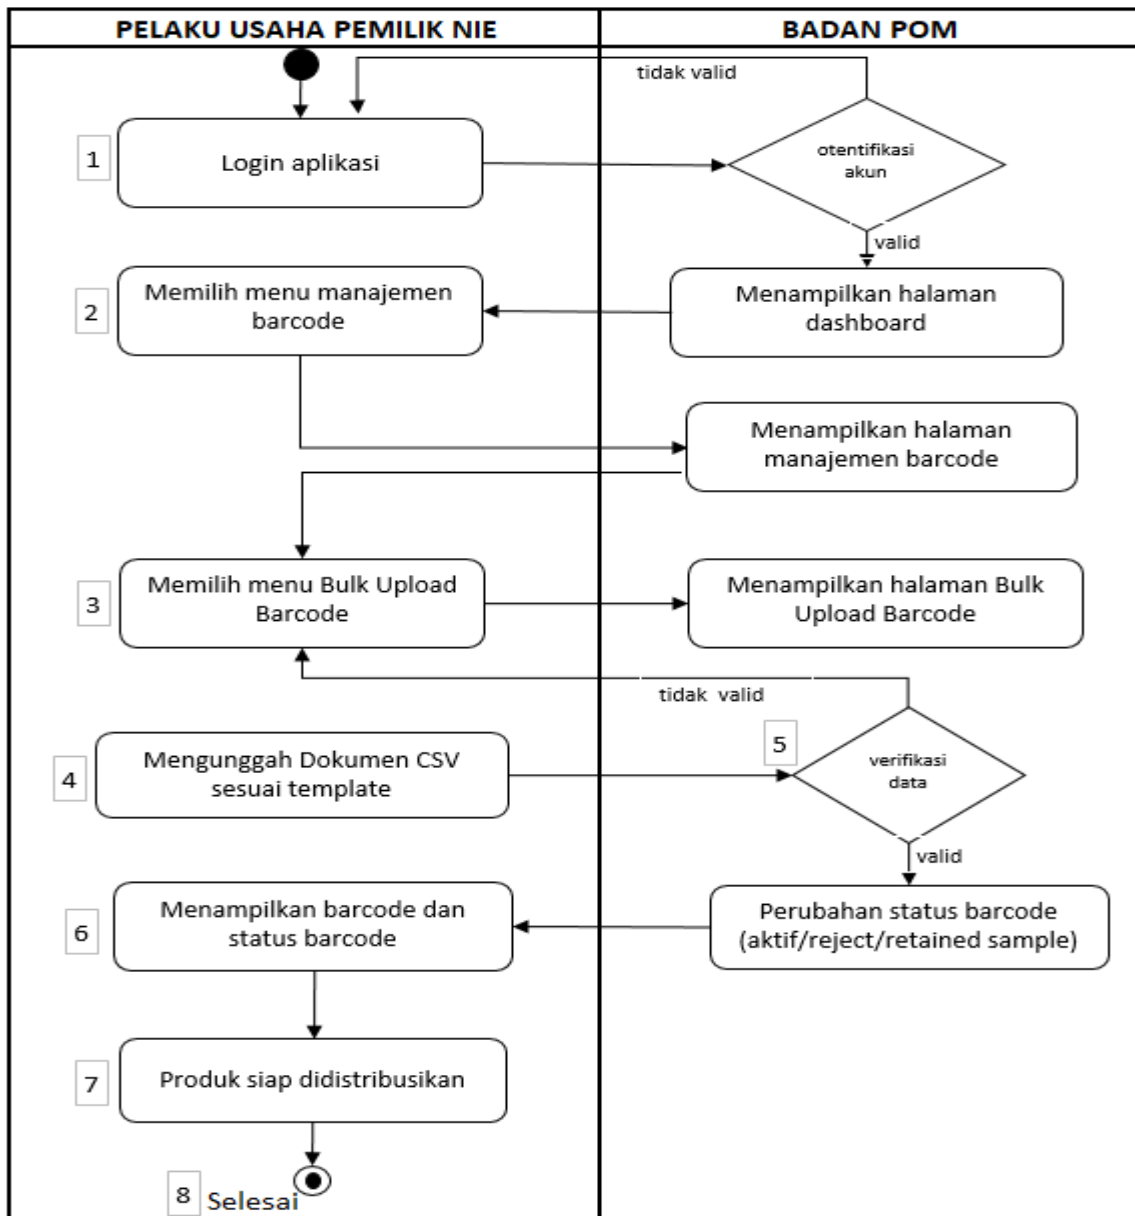 PELAKU USAHA PEMILIK NIE
BADAN POM
tidak valid
1
Login aplikasi
otentifikasi
akun
valid
2
Memilih menu manajemen
barcode
Menampilkan halaman
dashboard
Menampilkan halaman
manajemen barcode
3
Memilih menu Bulk Upload
Barcode
Menampilkan halaman Bulk
Upload Barcode
tidak valid
4
Mengunggah Dokumen CSV
sesuai template
5
verifikasi
data
valid
6
Menampilkan barcode dan
status barcode
Perubahan status barcode
(aktif/reject/retained sample)
7
Produk siap didistribusikan
8
Selesai